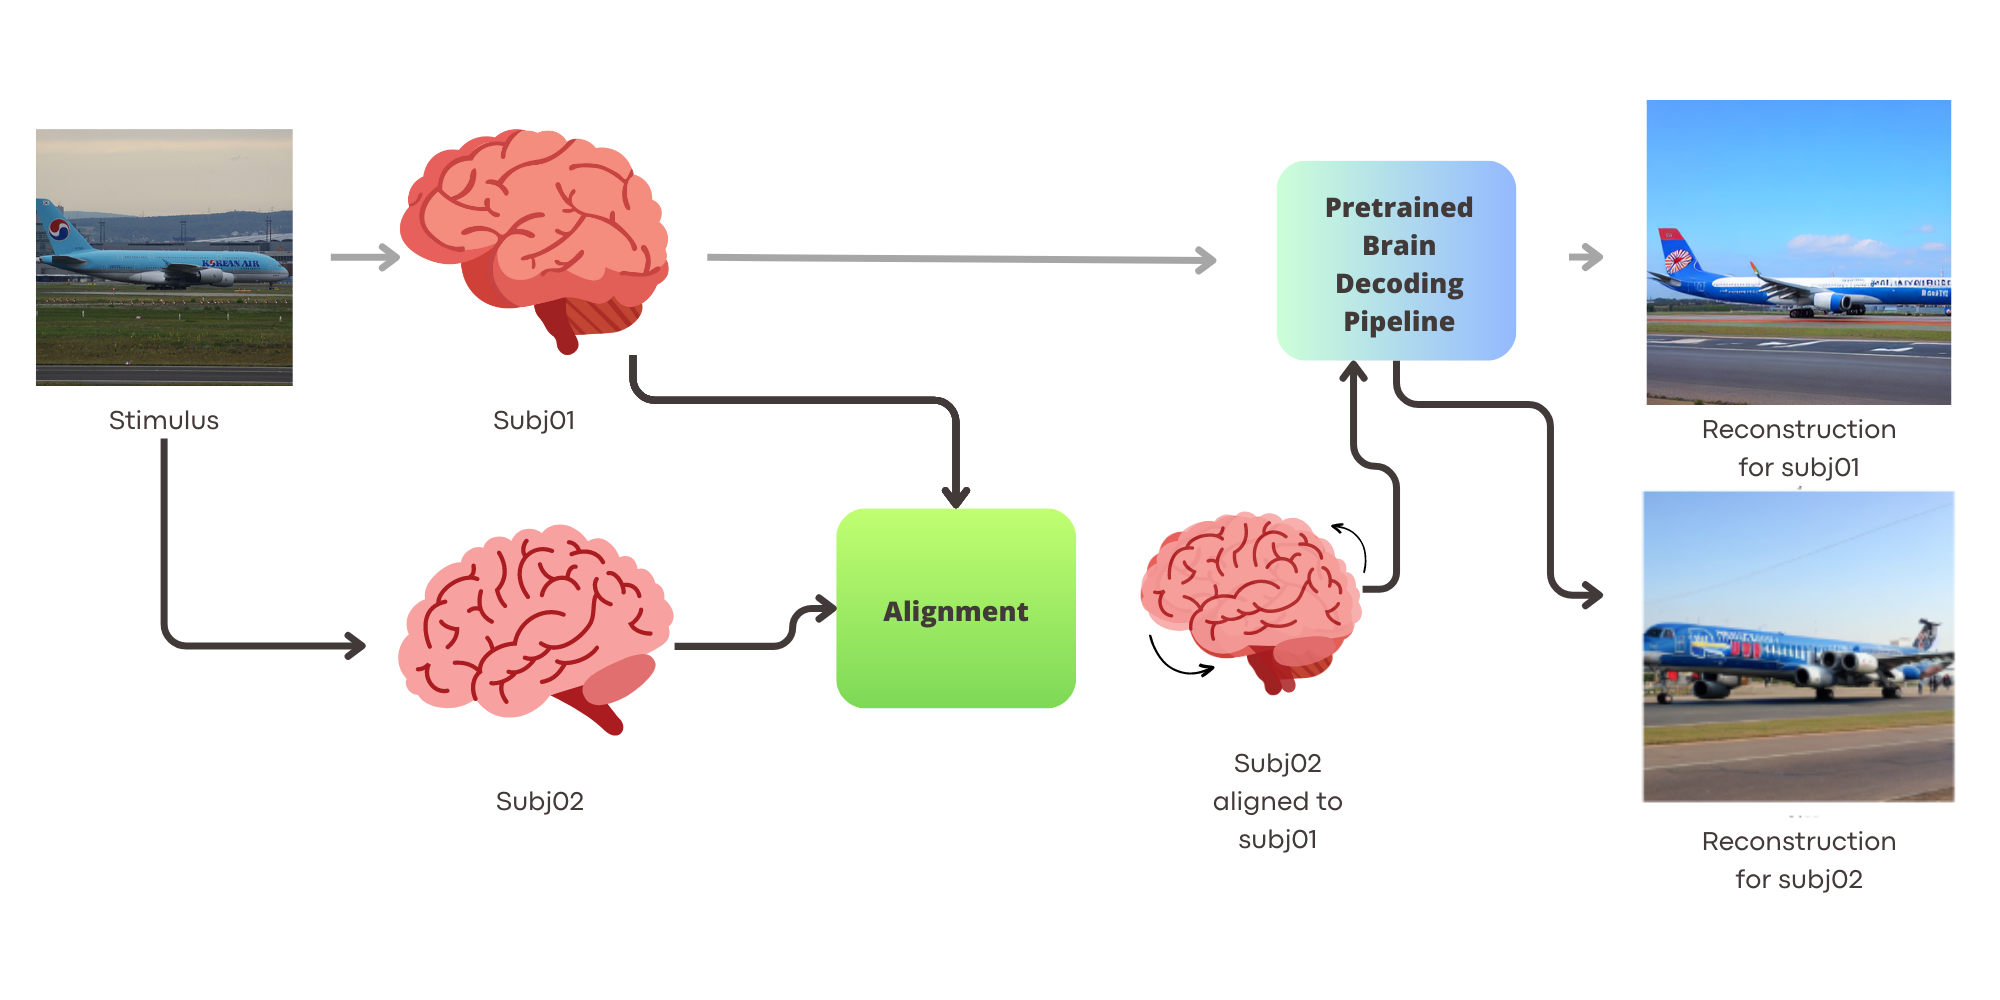 KOREAN AIR
Stimulus
Subj01
Subj02
Alignment
Subj02
aligned to
subj01
Pretrained
Brain
Decoding
Pipeline
Reconstruction
for subj01
Reconstruction
for subj02